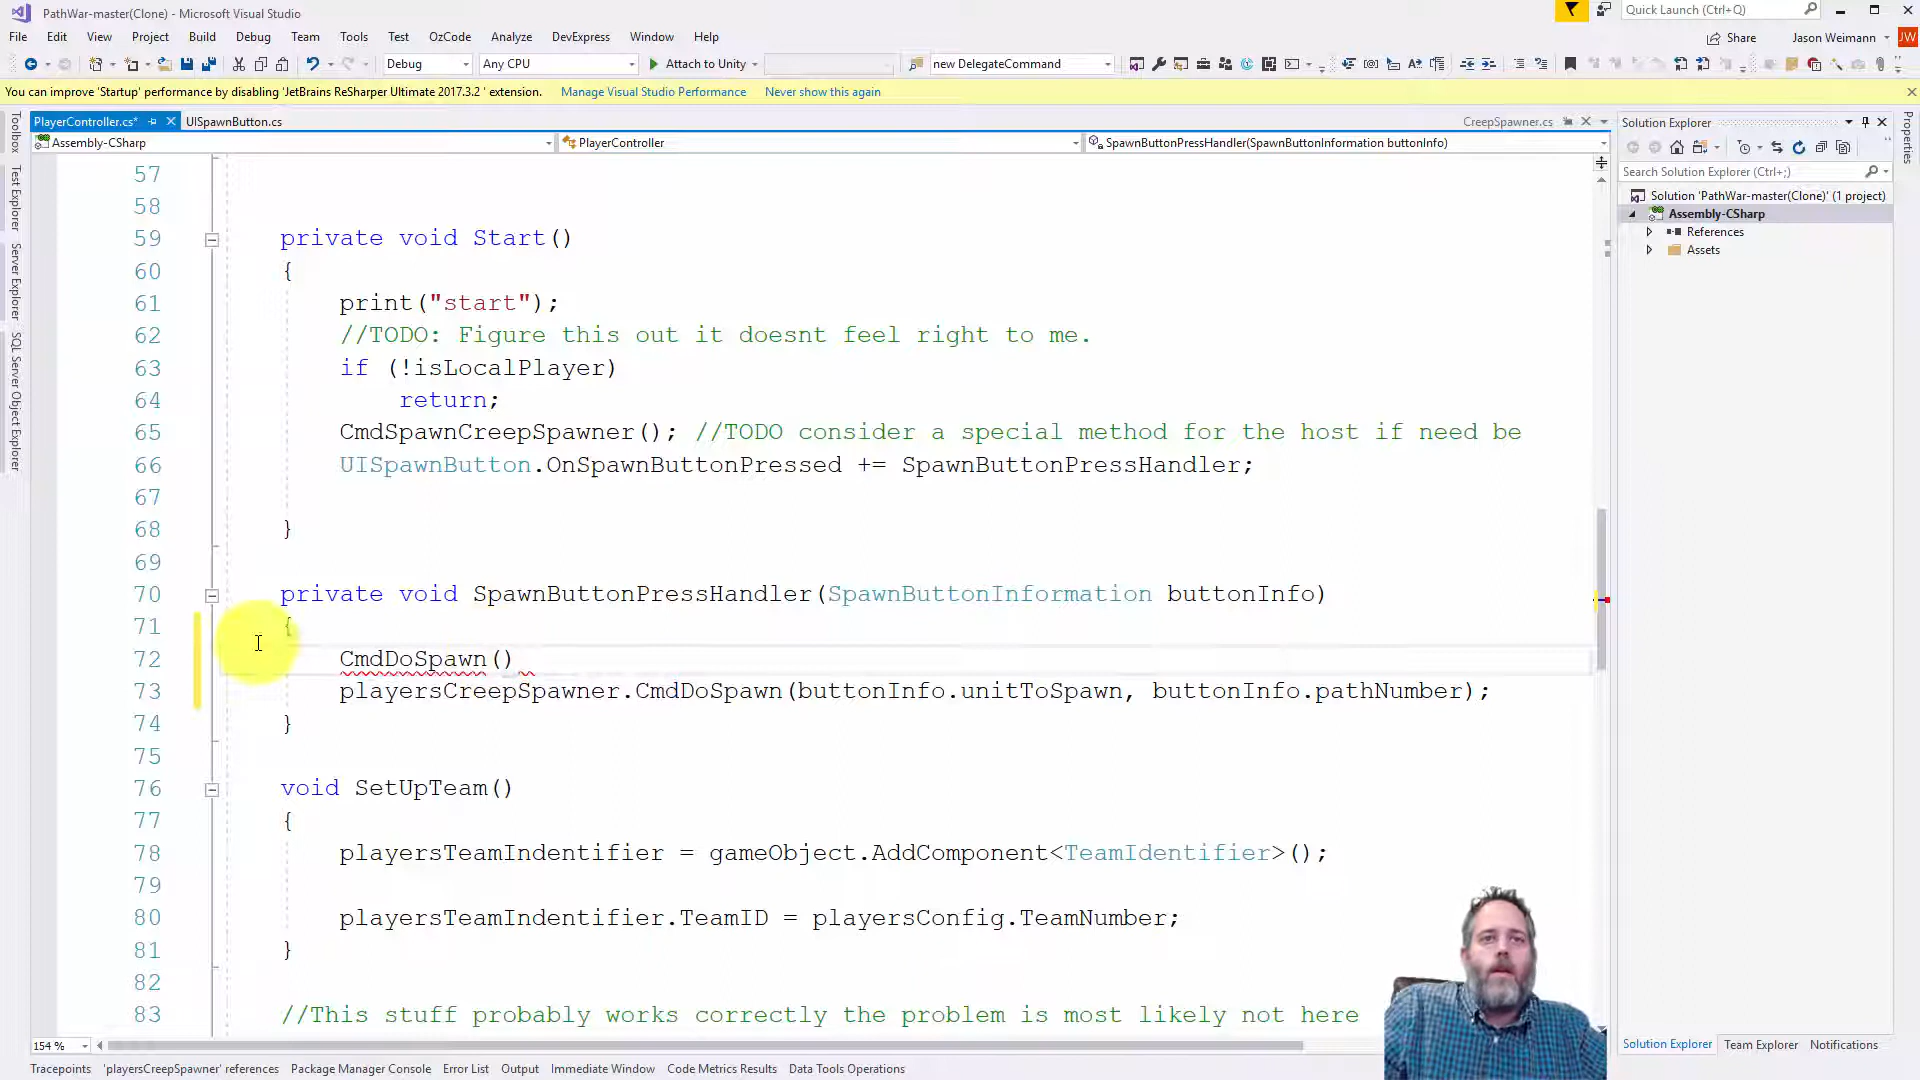 PathWar-master(Clone) - Microsoft Visual Studio
Quick Launch (Ctrl+Q)
File Edit View Project Build Debug Team Tools Test OzCode Analyze DevExpress Window Help
Share Jason Weimann JW
Debug Any CPU Attach to Unity new DelegateCommand
You can improve 'Startup' performance by disabling 'JetBrains ReSharper Ultimate 2017.3.2 ' extension. Manage Visual Studio Performance Never show this again
PlayerController.cs* UISpawnButton.cs CreepSpawner.cs
Assembly-CSharp PlayerController SpawnButtonPressHandler(SpawnButtonInformation buttonInfo)
57
58
59 private void Start()
60 {
61 print("start");
62 //TODO: Figure this out it doesnt feel right to me.
63 if (!isLocalPlayer)
64 return;
65 CmdSpawnCreepSpawner(); //TODO consider a special method for the host if need be
66 UISpawnButton.OnSpawnButtonPressed += SpawnButtonPressHandler;
67
68 }
69
70 private void SpawnButtonPressHandler(SpawnButtonInformation buttonInfo)
71 {
72 CmdDoSpawn()
73 playersCreepSpawner.CmdDoSpawn(buttonInfo.unitToSpawn, buttonInfo.pathNumber);
74 }
75
76 void SetUpTeam()
77 {
78 playersTeamIndentifier = gameObject.AddComponent<TeamIdentifier>();
79
80 playersTeamIndentifier.TeamID = playersConfig.TeamNumber;
81 }
82
83 //This stuff probably works correctly the problem is most likely not here
154 %
Toolbox
Test Explorer
Server Explorer
SQL Server Object Explorer
Solution Explorer
Search Solution Explorer (Ctrl+;)
Solution 'PathWar-master(Clone)' (1 project)
Assembly-CSharp
References
Assets
Properties
Solution Explorer Team Explorer Notifications
Tracepoints 'playersCreepSpawner' references Package Manager Console Error List Output Immediate Window Code Metrics Results Data Tools Operations